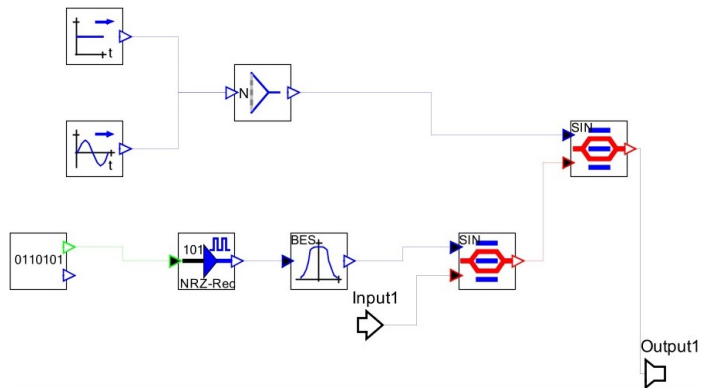 t
N
SIN
t
BES
SIN
101
0110101
NRZ-Rec
Input1
Output1